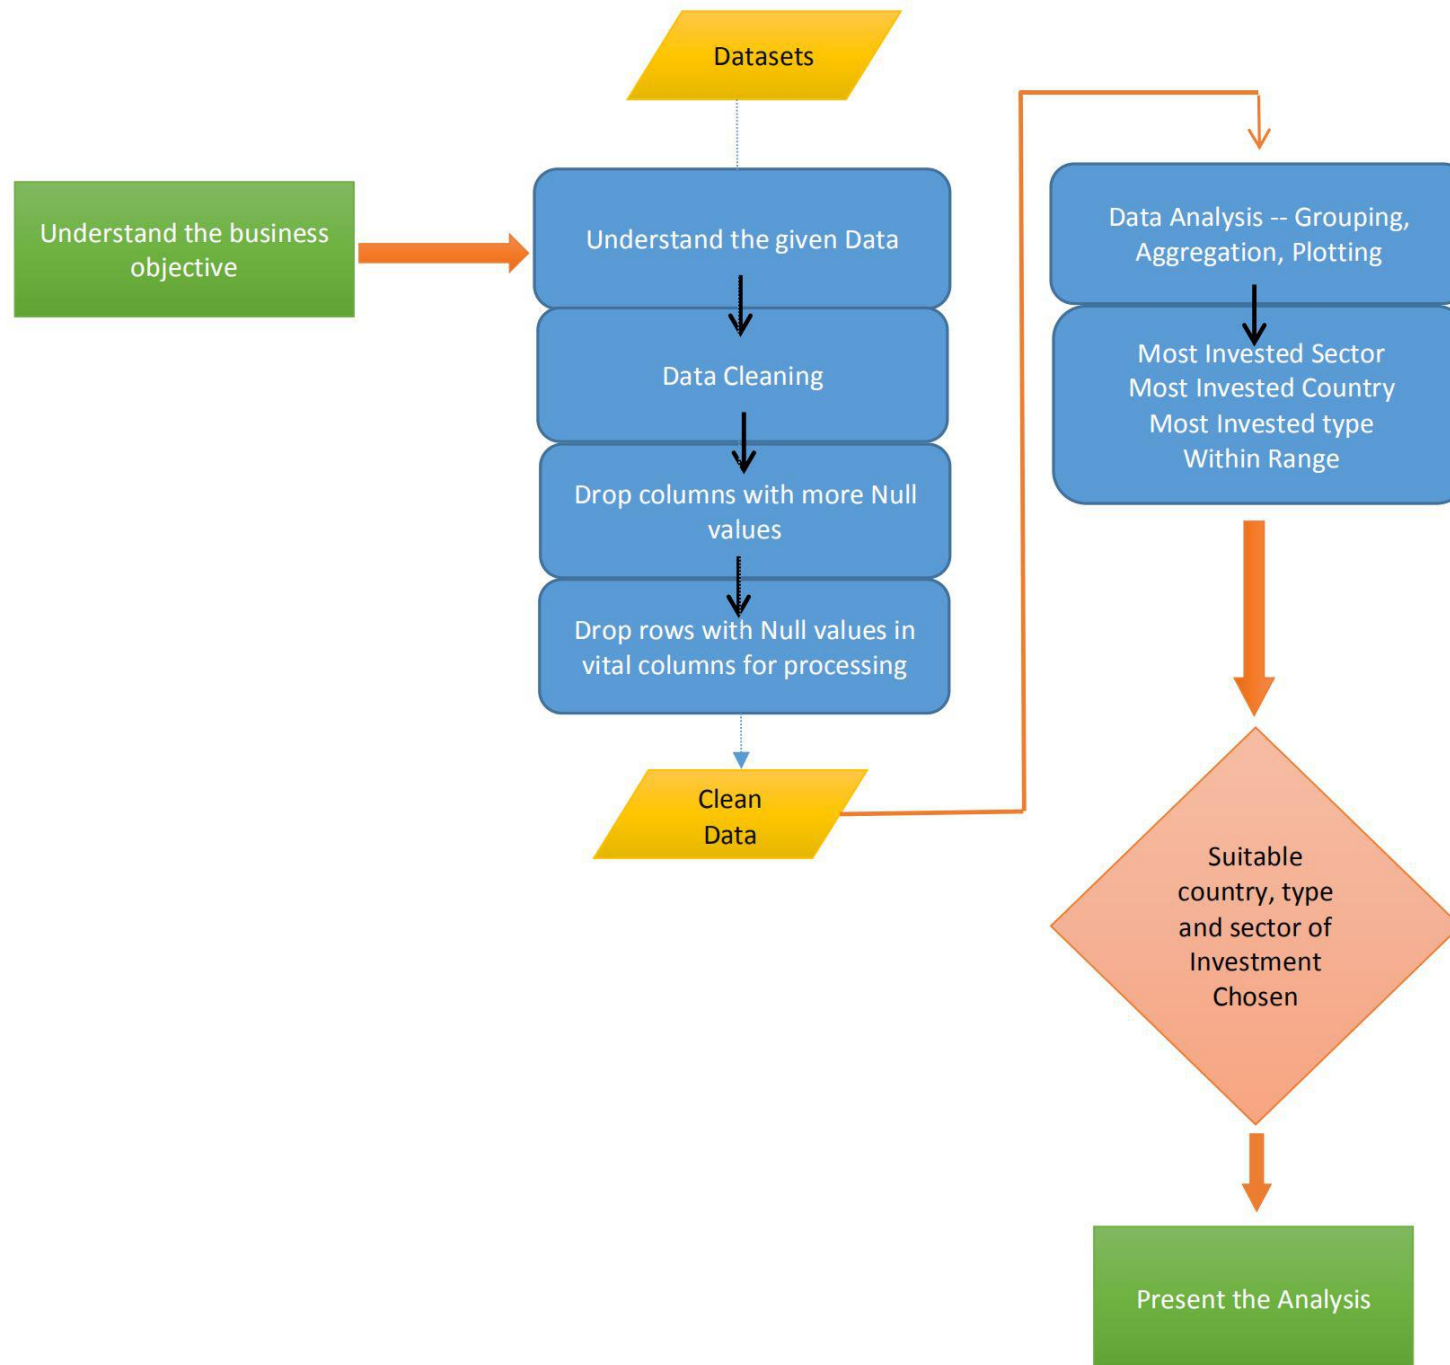 Datasets
Understand the business
objective
Understand the given Data
Data Cleaning
Drop columns with more Null
values
Drop rows with Null values in
vital columns for processing
Clean
Data
Data Analysis -- Grouping,
Aggregation, Plotting
Most Invested Sector
Most Invested Country
Most Invested type
Within Range
Suitable
country, type
and sector of
Investment
Chosen
Present the Analysis